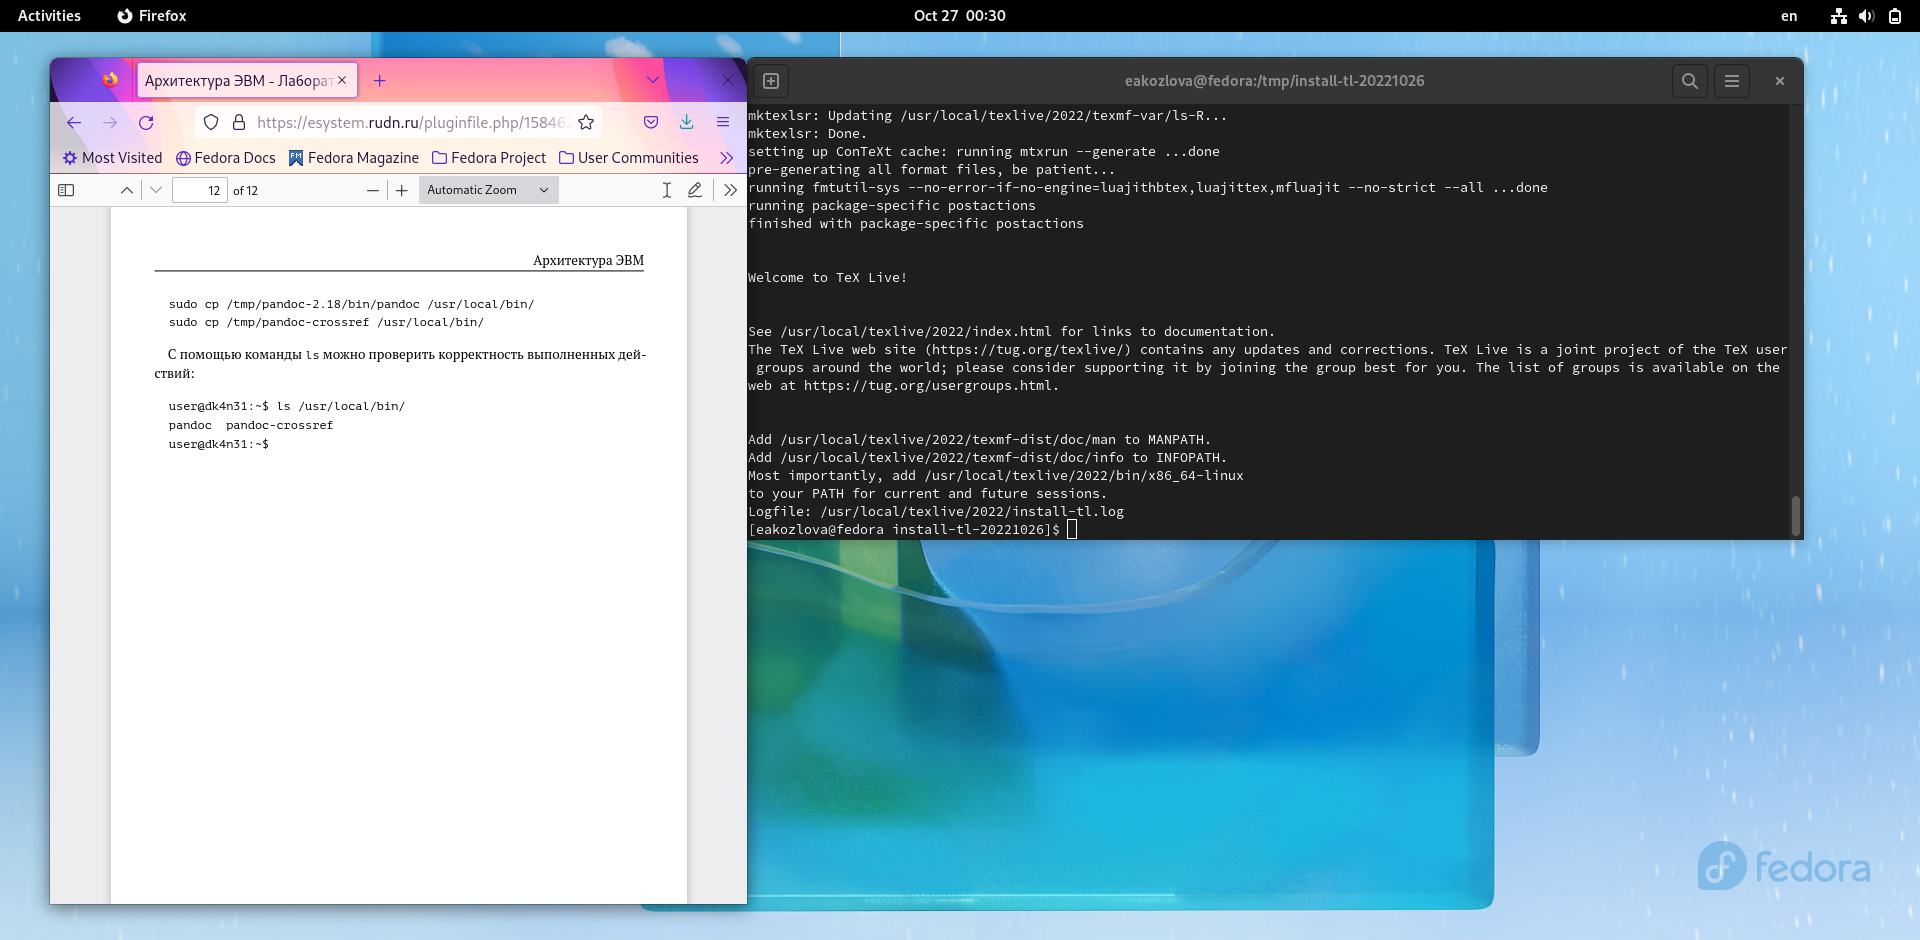 Activities
Firefox
Oct 27 00:30
en
Архитектура ЭВМ - Лаборат
https://esystem.rudn.ru/pluginfile.php/15846
Most Visited
Fedora Docs
Fedora Magazine
Fedora Project
User Communities
12 of 12
Automatic Zoom
Архитектура ЭВМ
sudo cp /tmp/pandoc-2.18/bin/pandoc /usr/local/bin/
sudo cp /tmp/pandoc-crossref /usr/local/bin/
С помощью команды ls можно проверить корректность выполненных дей-
ствий:
user@dk4n31:~$ ls /usr/local/bin/
pandoc  pandoc-crossref
user@dk4n31:~$
eakozlova@fedora:/tmp/install-tl-20221026
mktexlsr: Updating /usr/local/texlive/2022/texmf-var/ls-R...
mktexlsr: Done.
setting up ConTeXt cache: running mtxrun --generate ...done
pre-generating all format files, be patient...
running fmtutil-sys --no-error-if-no-engine=luajithbtex,luajittex,mfluajit --no-strict --all ...done
running package-specific postactions
finished with package-specific postactions
Welcome to TeX Live!
See /usr/local/texlive/2022/index.html for links to documentation.
The TeX Live web site (https://tug.org/texlive/) contains any updates and corrections. TeX Live is a joint project of the TeX user
groups around the world; please consider supporting it by joining the group best for you. The list of groups is available on the
web at https://tug.org/usergroups.html.
Add /usr/local/texlive/2022/texmf-dist/doc/man to MANPATH.
Add /usr/local/texlive/2022/texmf-dist/doc/info to INFOPATH.
Most importantly, add /usr/local/texlive/2022/bin/x86_64-linux
to your PATH for current and future sessions.
Logfile: /usr/local/texlive/2022/install-tl.log
[eakozlova@fedora install-tl-20221026]$
fedora